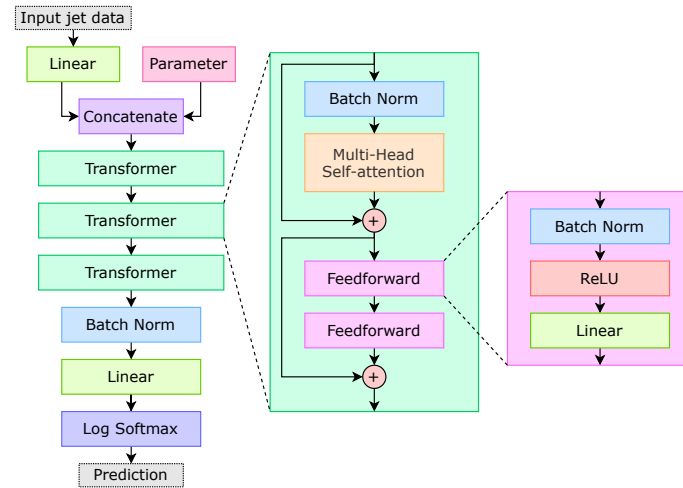 Input jet data
Linear
Parameter
Concatenate
Transformer
Transformer
Transformer
Batch Norm
Linear
Log Softmax
Prediction
Batch Norm
Multi-Head
Self-attention
+
Feedforward
Feedforward
+
Batch Norm
ReLU
Linear